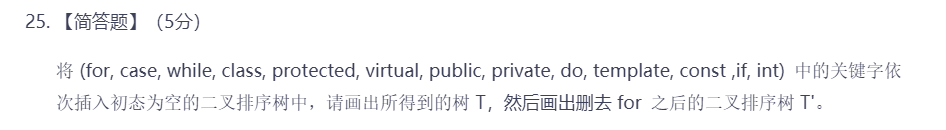 25. 【简答题】（5分）
将 (for, case, while, class, protected, virtual, public, private, do, template, const ,if, int) 中的关键字依
次插入初态为空的二叉排序树中，请画出所得到的树 T，然后画出删去 for 之后的二叉排序树 T'。